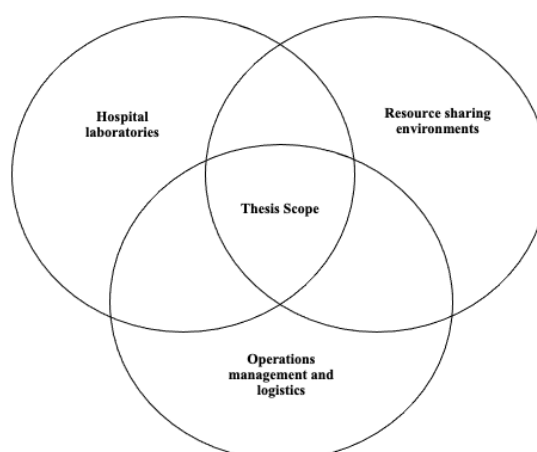 Hospital
laboratories
Resource sharing
environments
Thesis Scope
Operations
management and
logistics